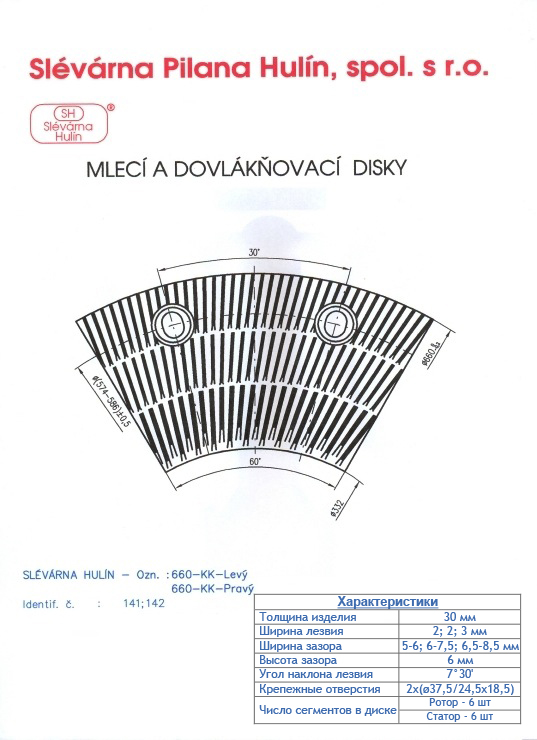 Slévárna Pilana Hulín, spol. s r.o.
SH
®
Slévárna
Hulín
MLECÍ A DOVLÁKŇOVACÍ DISKY
30°
ø(574-586)±0,5
60°
ø332
SLÉVÁRNA HULÍN – Ozn. : 660-KK-Levý
660-KK-Pravý
Identif. č. : 141;142
Характеристики
Толщина изделия 30 мм
Ширина лезвия 2; 2; 3 мм
Ширина зазора 5-6; 6-7,5; 6,5-8,5 мм
Высота зазора 6 мм
Угол наклона лезвия 7°30'
Крепежные отверстия 2x(ø37,5/24,5x18,5)
Число сегментов в диске Ротор - 6 шт
Статор - 6 шт